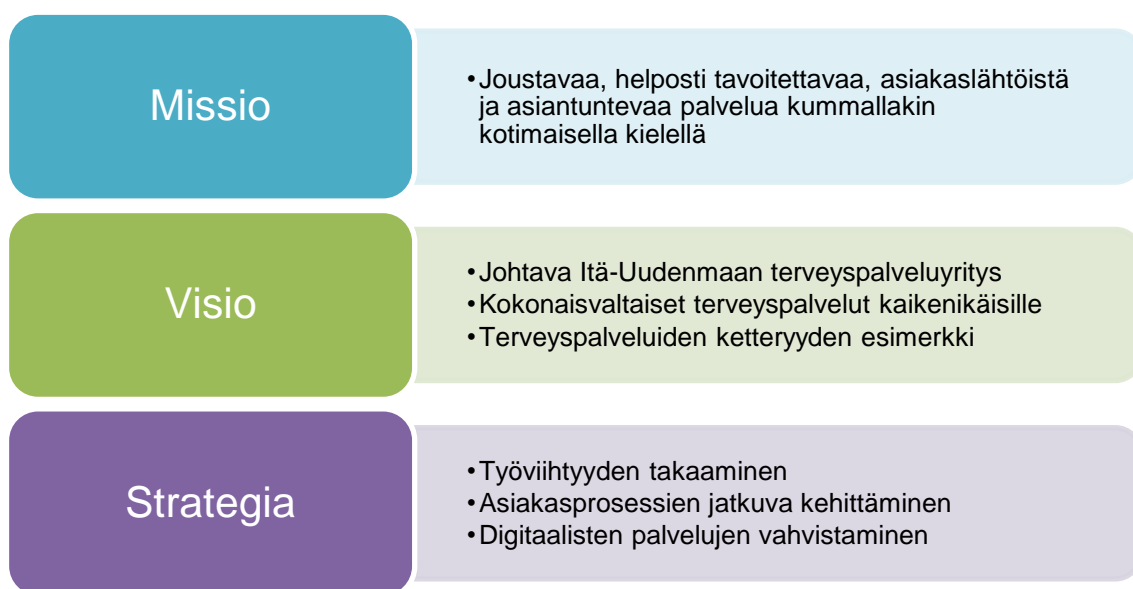 Missio
•Joustavaa, helposti tavoitettavaa, asiakaslähtöistä
ja asiantuntevaa palvelua kummallakin
kotimaisella kielellä
Visio
•Johtava Itä-Uudenmaan terveyspalveluyritys
•Kokonaisvaltaiset terveyspalvelut kaikenikäisille
•Terveyspalveluiden ketteryyden esimerkki
Strategia
•Työviihtyyden takaaminen
•Asiakasprosessien jatkuva kehittäminen
•Digitaalisten palvelujen vahvistaminen